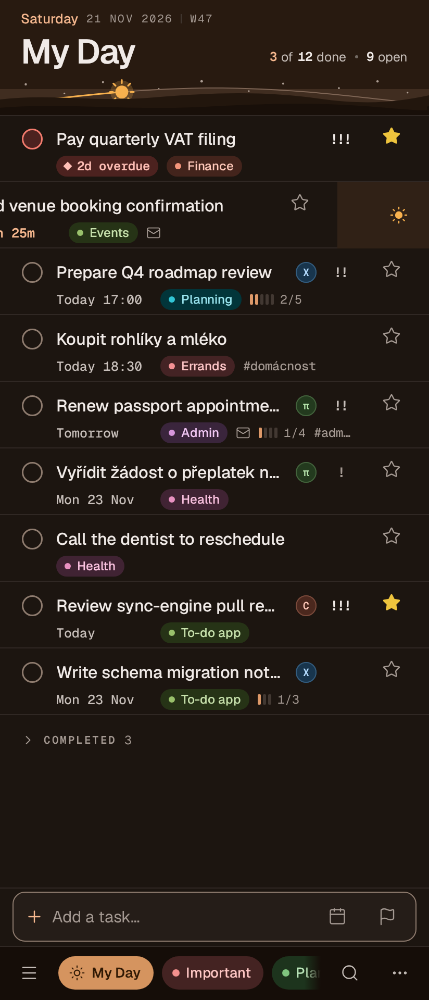 Saturday 21 NOV 2026 | W47
My Day
3 of 12 done • 9 open
Pay quarterly VAT filing !!!
2d overdue Finance
venue booking confirmation
25m Events
Prepare Q4 roadmap review X !!
Today 17:00 Planning 2/5
Koupit rohlíky a mléko
Today 18:30 Errands #domácnost
Renew passport appointme… π !!
Tomorrow Admin 1/4 #adm…
Vyřídit žádost o přeplatek n… π !
Mon 23 Nov Health
Call the dentist to reschedule
Health
Review sync-engine pull re… C !!!
Today To-do app
Write schema migration not… X
Mon 23 Nov To-do app 1/3
COMPLETED 3
+ Add a task…
My Day Important Pla